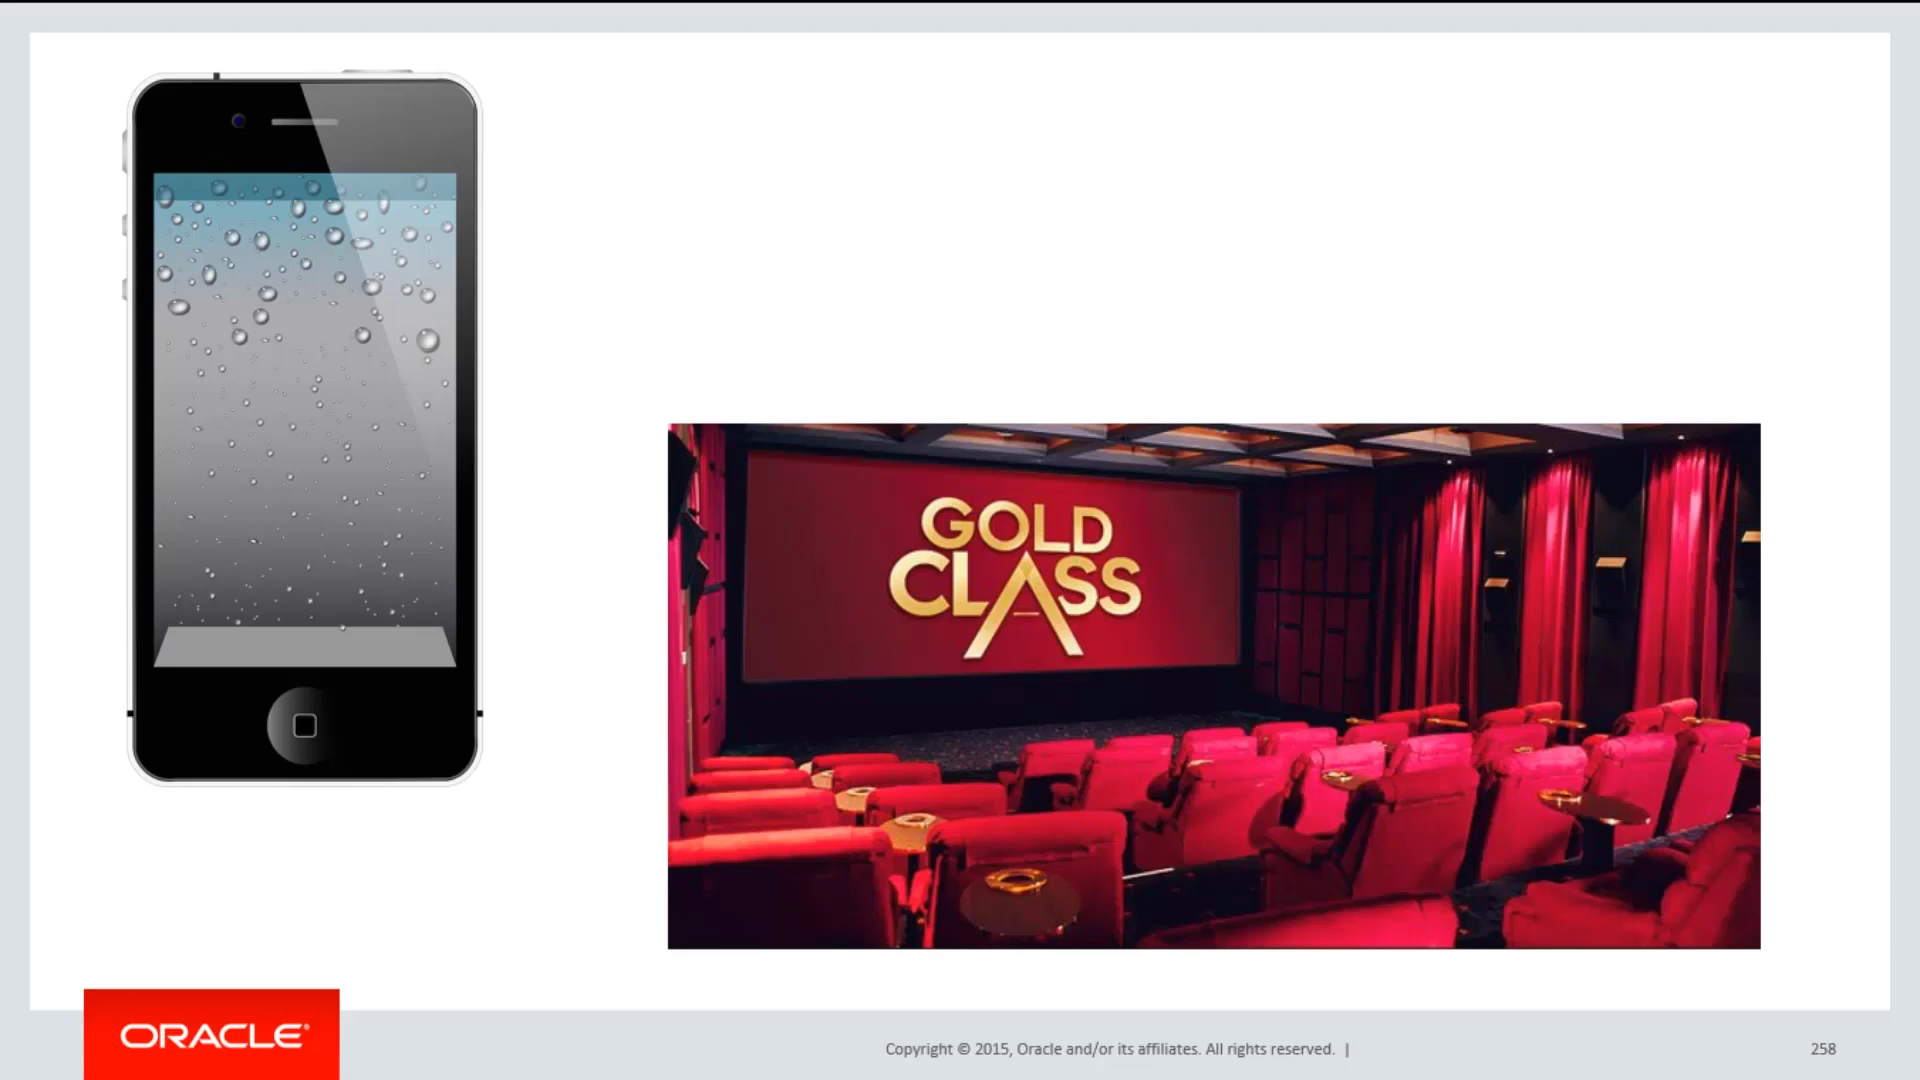 GOLD
CLASS
ORACLE®
Copyright © 2015, Oracle and/or its affiliates. All rights reserved. |
258